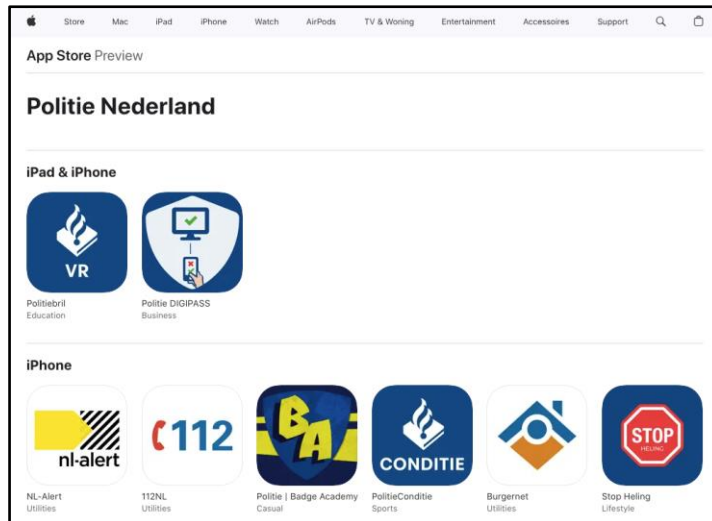 Store Mac iPad iPhone Watch AirPods TV & Woning Entertainment Accessoires Support
App Store Preview
Politie Nederland
iPad & iPhone
VR
Politiebril
Education
Politie DIGIPASS
Business
iPhone
nl-alert
NL-Alert
Utilities
112
112NL
Utilities
BA
Politie | Badge Academy
Casual
CONDITIE
PolitieConditie
Sports
Burgernet
Utilities
STOP
HELING
Stop Heling
Lifestyle